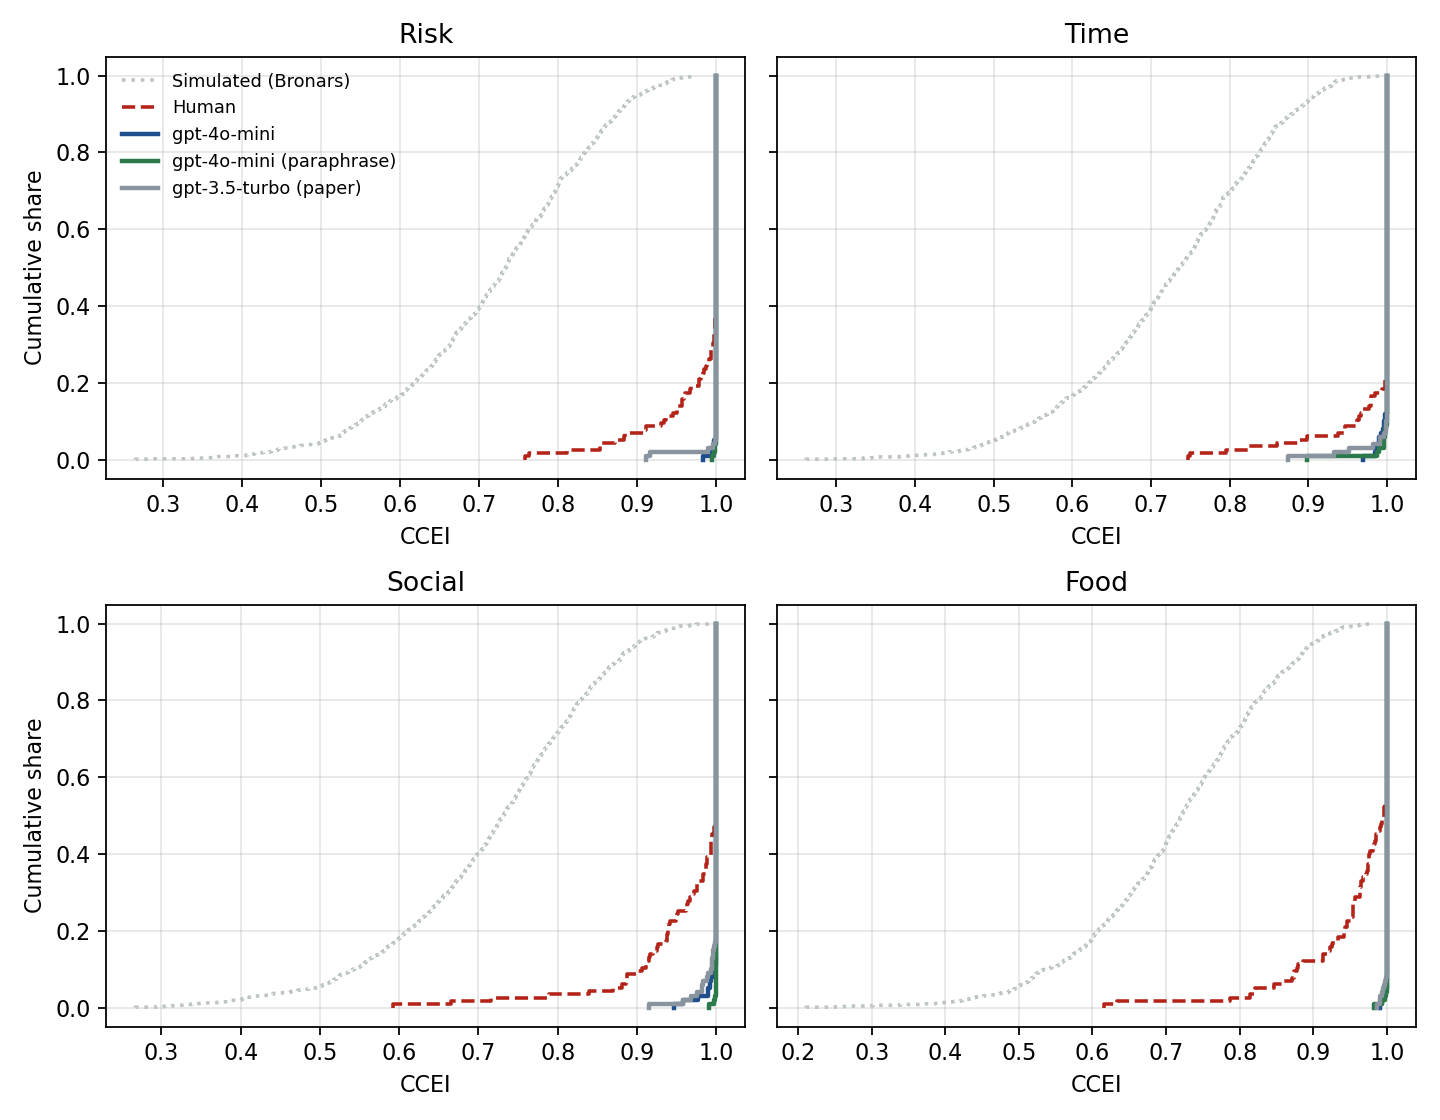 Risk
Simulated (Bronars)
Human
gpt-4o-mini
gpt-4o-mini (paraphrase)
gpt-3.5-turbo (paper)
1.0
0.8
0.6
0.4
0.2
0.0
Cumulative share
0.3 0.4 0.5 0.6 0.7 0.8 0.9 1.0
CCEI
Time
0.3 0.4 0.5 0.6 0.7 0.8 0.9 1.0
CCEI
Social
1.0
0.8
0.6
0.4
0.2
0.0
Cumulative share
0.3 0.4 0.5 0.6 0.7 0.8 0.9 1.0
CCEI
Food
0.2 0.3 0.4 0.5 0.6 0.7 0.8 0.9 1.0
CCEI